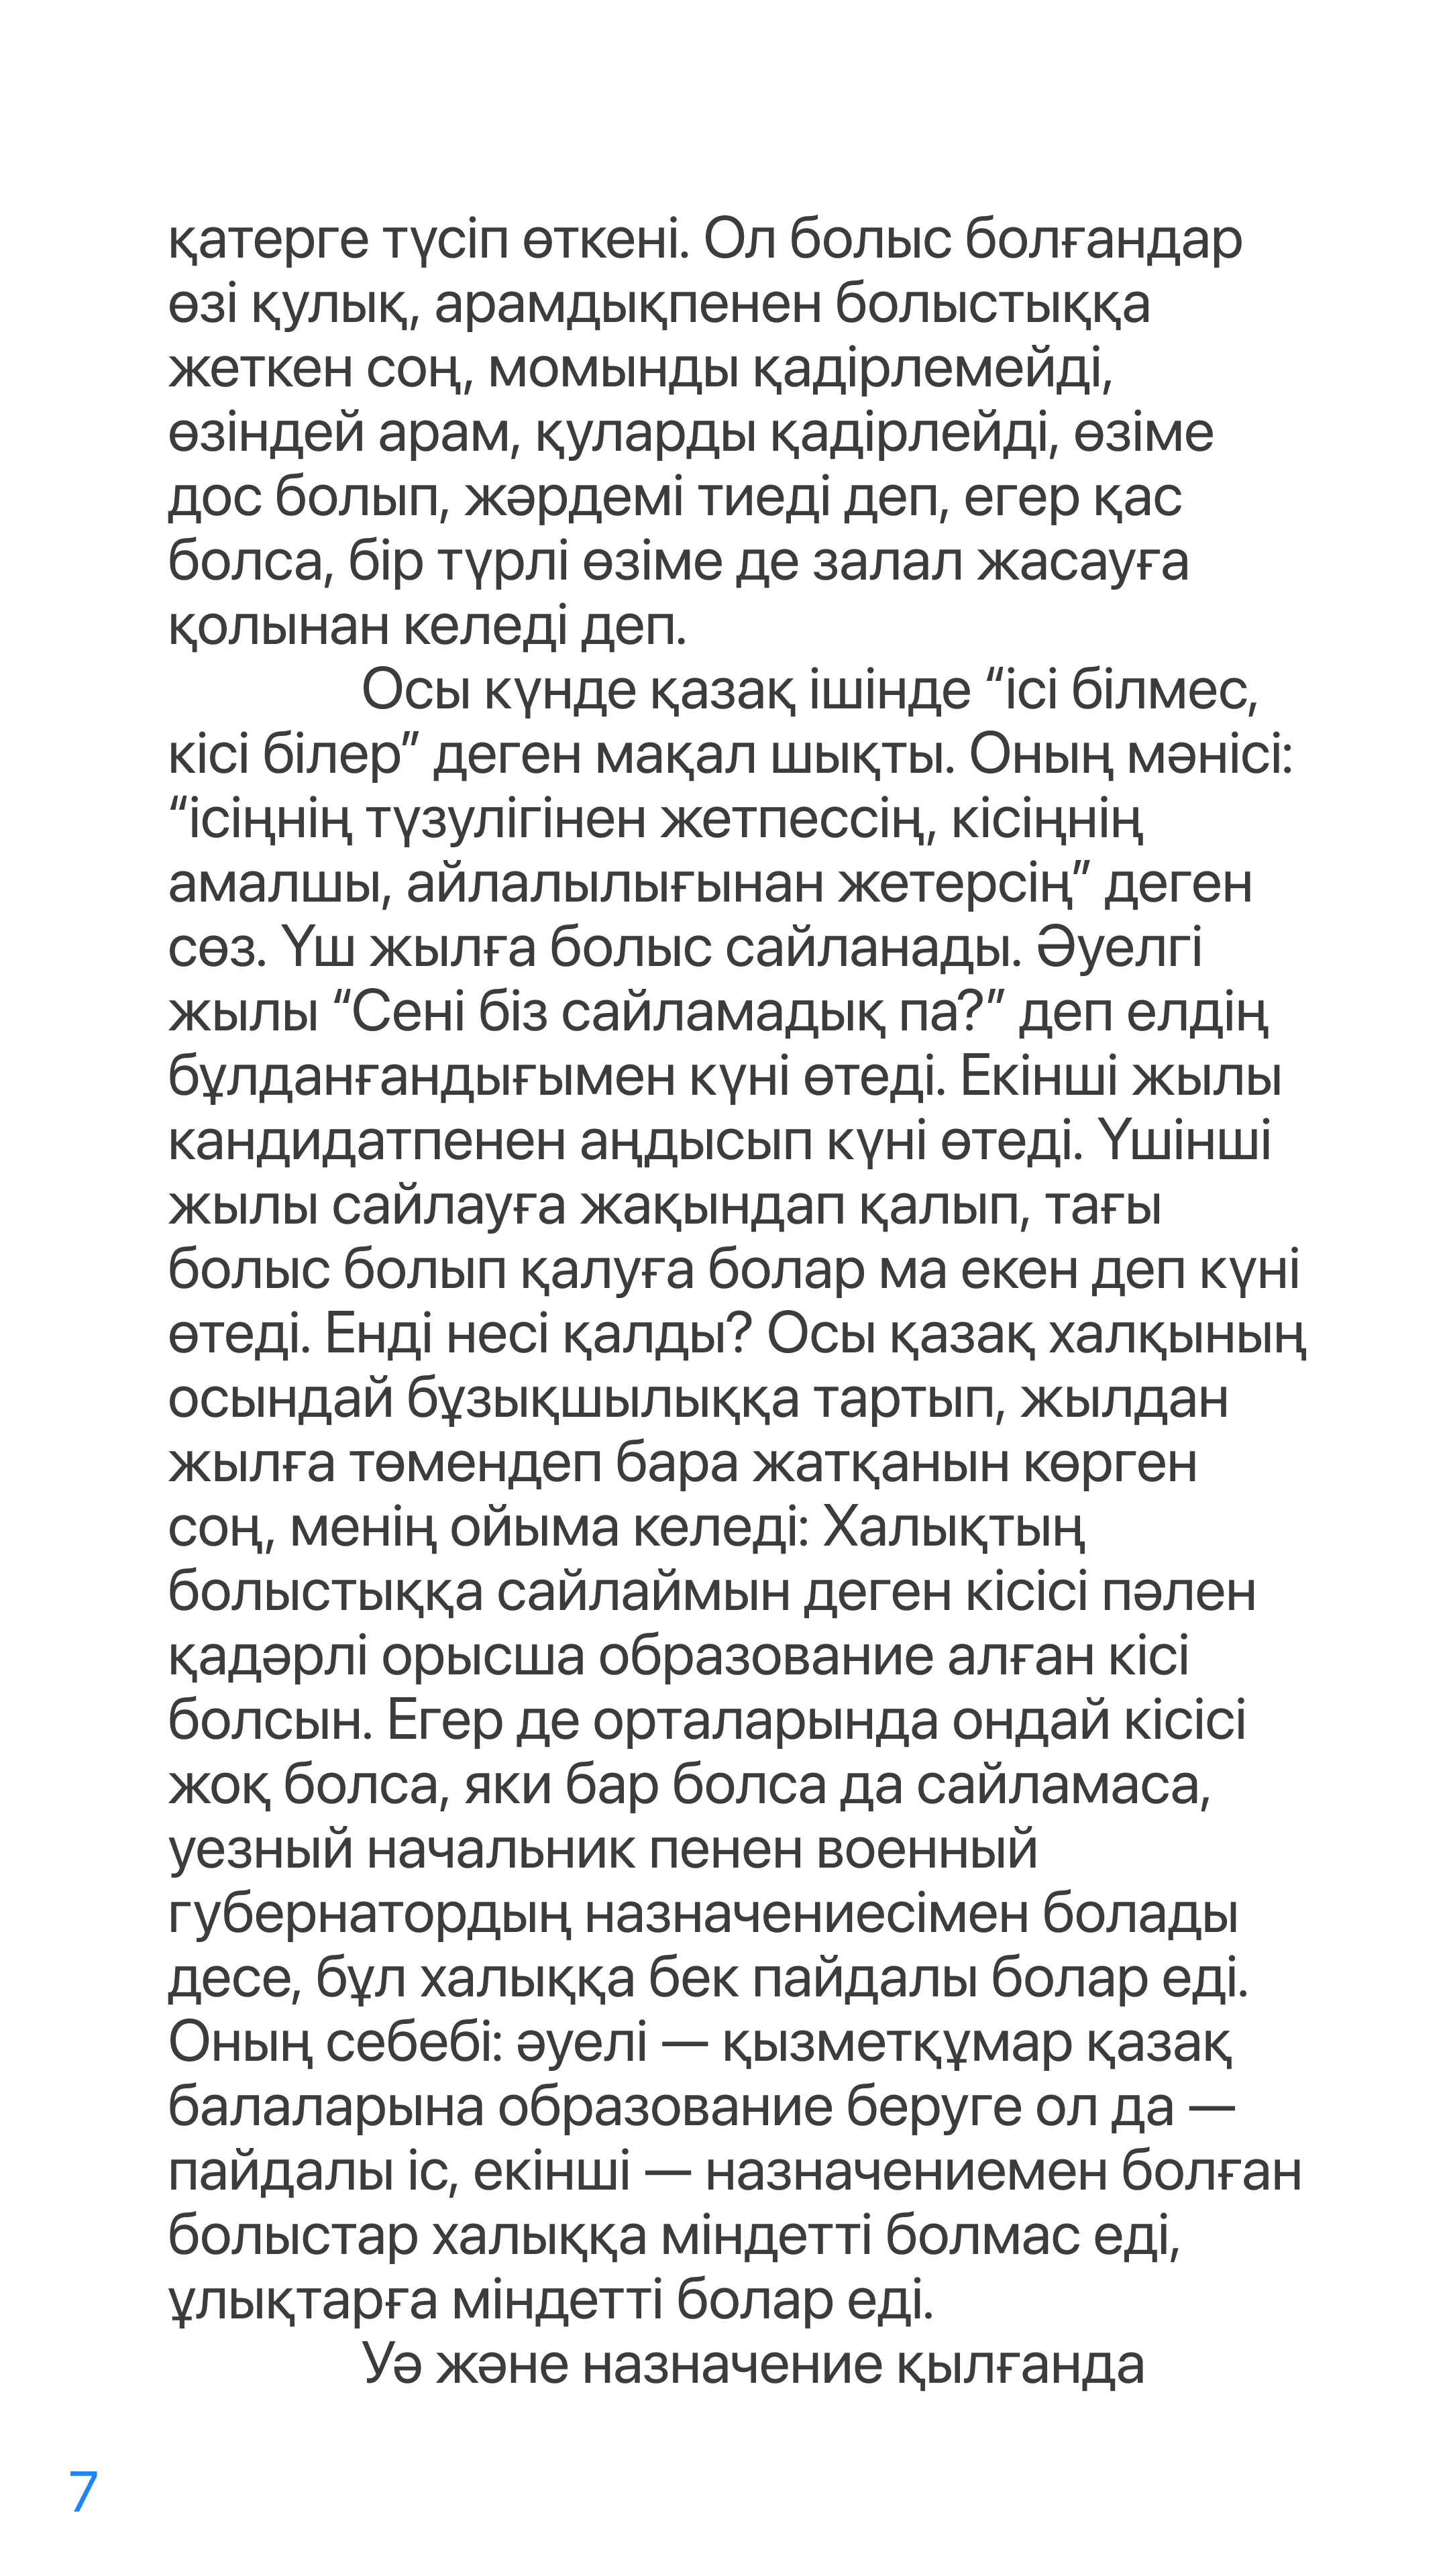 қатерге түсіп өткені. Ол болыс болғандар
өзі қулық, арамдықпенен болыстыққа
жеткен соң, момынды қадірлемейді,
өзіндей арам, қуларды қадірлейді, өзіме
дос болып, жәрдемі тиеді деп, егер қас
болса, бір түрлі өзіме де залал жасауға
қолынан келеді деп.
Осы күнде қазақ ішінде “ісі білмес,
кісі білер” деген мақал шықты. Оның мәнісі:
“ісіңнің түзулігінен жетпессің, кісіңнің
амалшы, айлалылығынан жетерсің” деген
сөз. Үш жылға болыс сайланады. Әуелгі
жылы “Сені біз сайламадық па?” деп елдің
бұлданғандығымен күні өтеді. Екінші жылы
кандидатпенен аңдысып күні өтеді. Үшінші
жылы сайлауға жақындап қалып, тағы
болыс болып қалуға болар ма екен деп күні
өтеді. Енді несі қалды? Осы қазақ халқының
осындай бұзықшылыққа тартып, жылдан
жылға төмендеп бара жатқанын көрген
соң, менің ойыма келеді: Халықтың
болыстыққа сайлаймын деген кісісі пәлен
қадәрлі орысша образование алған кісі
болсын. Егер де орталарында ондай кісісі
жоқ болса, яки бар болса да сайламаса,
уезный начальник пенен военный
губернатордың назначениесімен болады
десе, бұл халыққа бек пайдалы болар еді.
Оның себебі: әуелі — қызметқұмар қазақ
балаларына образование беруге ол да —
пайдалы іс, екінші — назначениемен болған
болыстар халыққа міндетті болмас еді,
ұлықтарға міндетті болар еді.
Уә және назначение қылғанда
7